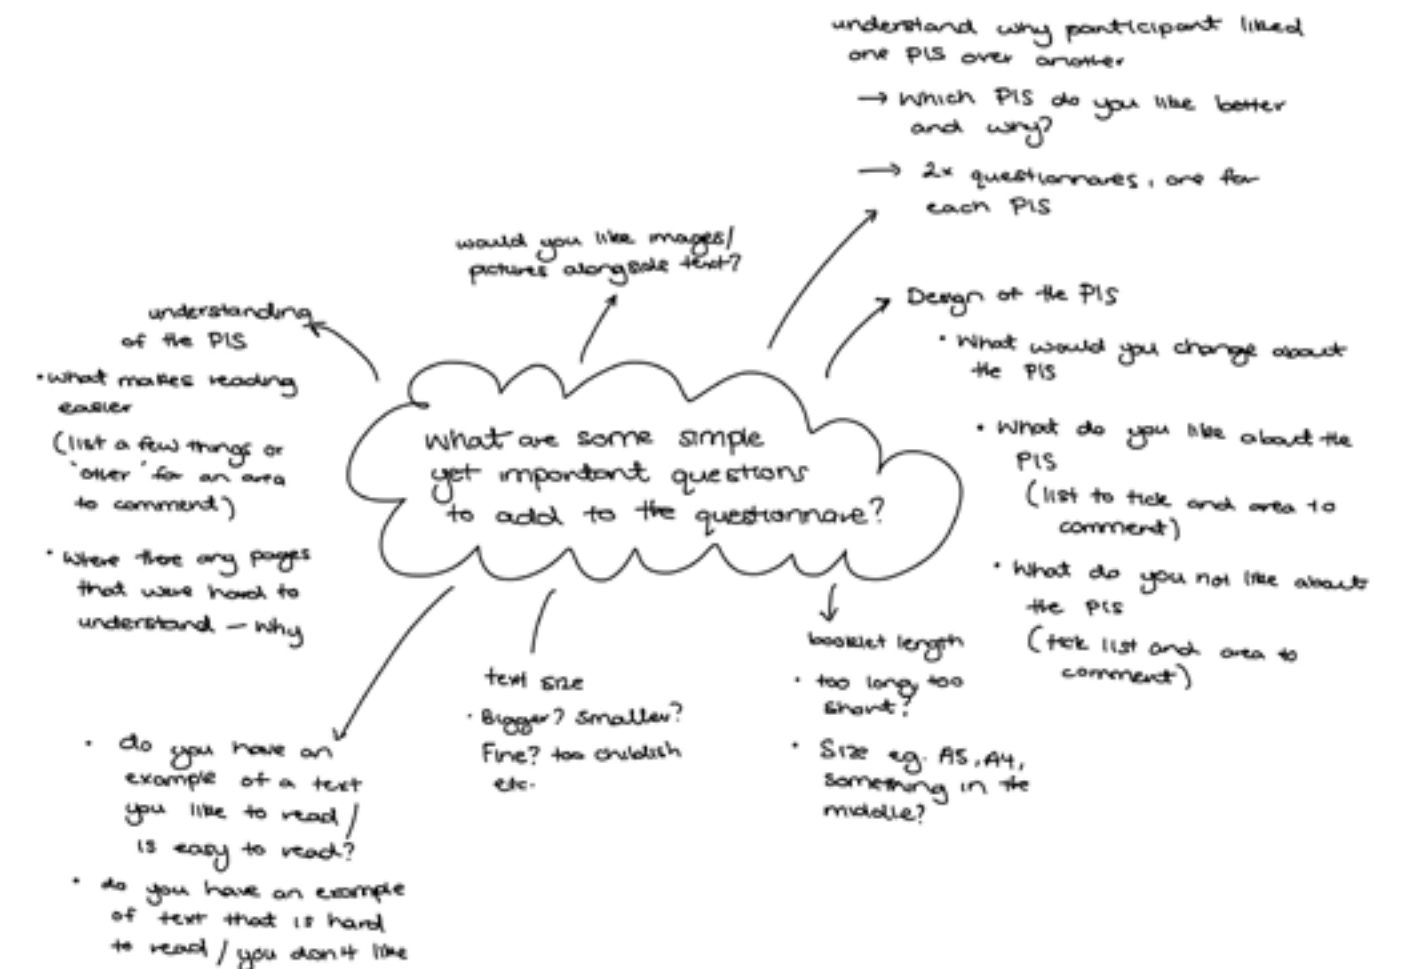 understand why participant liked
one PIS over another
→ Which PIS do you like better
and why?
→ 2x questionnares, one for
each PIS
would you like images/
pictures alongside text?
Design of the PIS
• What would you change about
the PIS
• What do you like about the
PIS
(list to tick and area to
comment)
• What do you not like about
the PIS
(tick list and area to
comment)
understanding
of the PIS
• What makes reading
easier
(list a few things or
'other' for an area
to comment)
• Where there any pages
that were hard to
understand – why
What are some simple
yet important questions
to add to the questionnare?
booklet length
• too long, too
short?
• Size eg. A5, A4,
something in the
middle?
text size
• Bigger? Smaller?
Fine? too childish
etc.
• do you have an
example of a text
you like to read /
is easy to read?
• do you have an example
of text that is hard
to read / you don't like